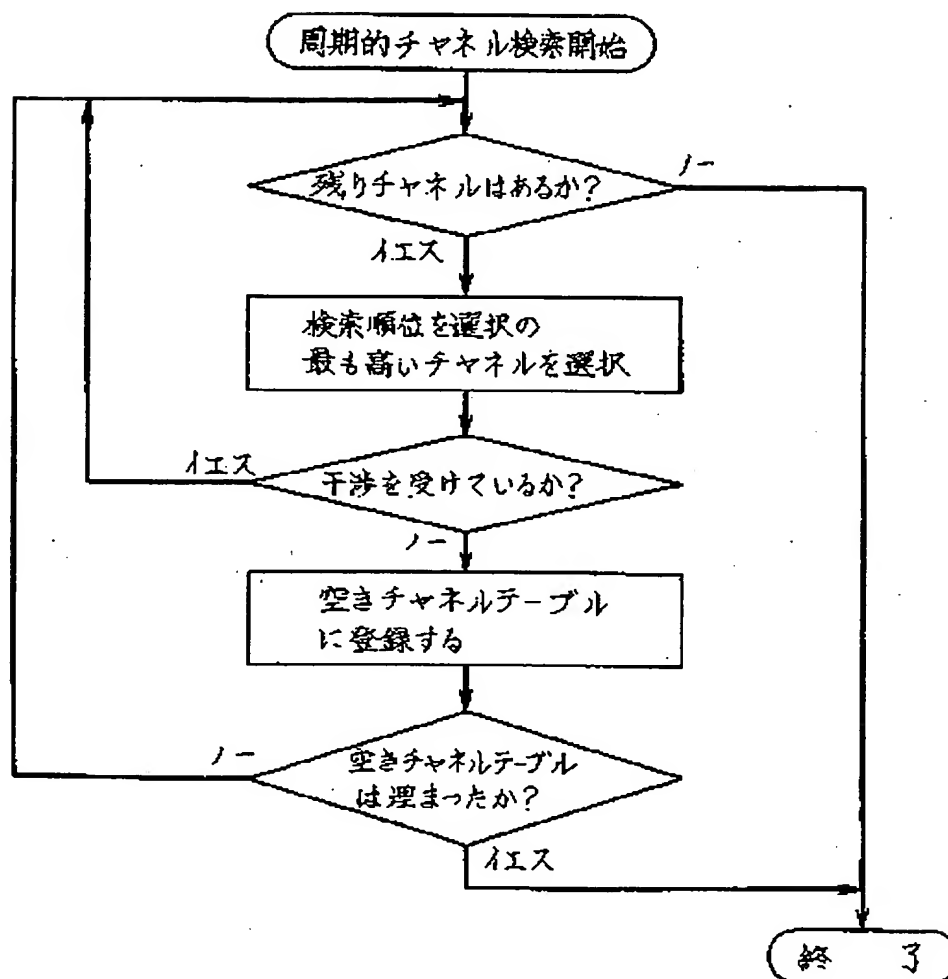 周期的チャネル検索開始
残りチャネルはあるか?
ノー
イエス
検索順位を選択の
最も高いチャネルを選択
イエス
干渉を受けているか?
ノー
空きチャネルテーブル
に登録する
ノー
空きチャネルテーブル
は埋まったか?
イエス
終 了